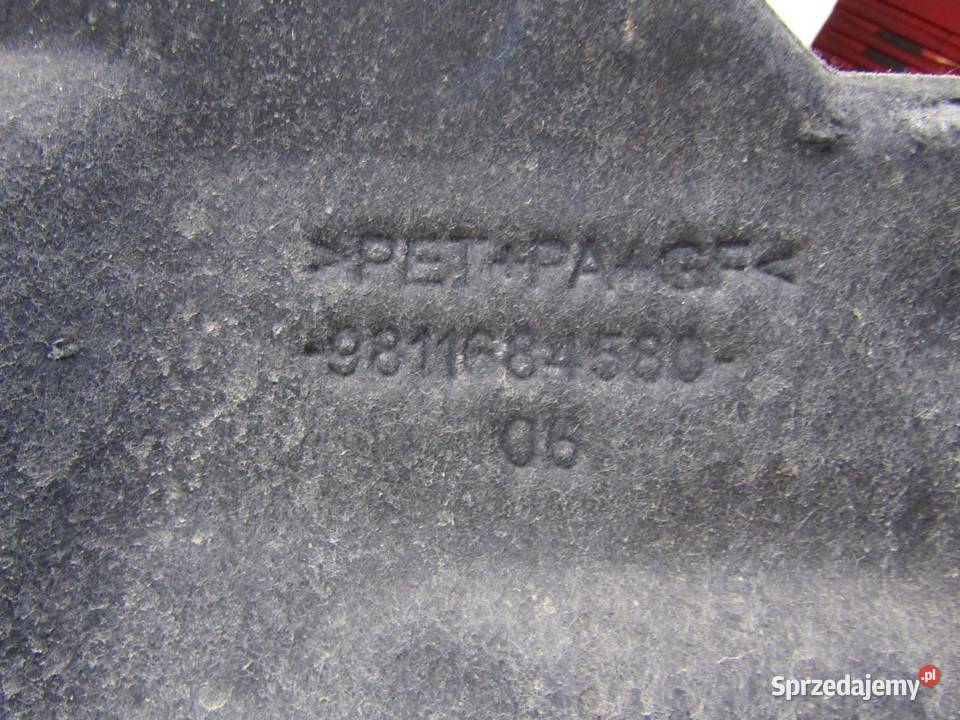 >PET+PA+GF<
-9811684580-
06
Sprzedajemy.pl